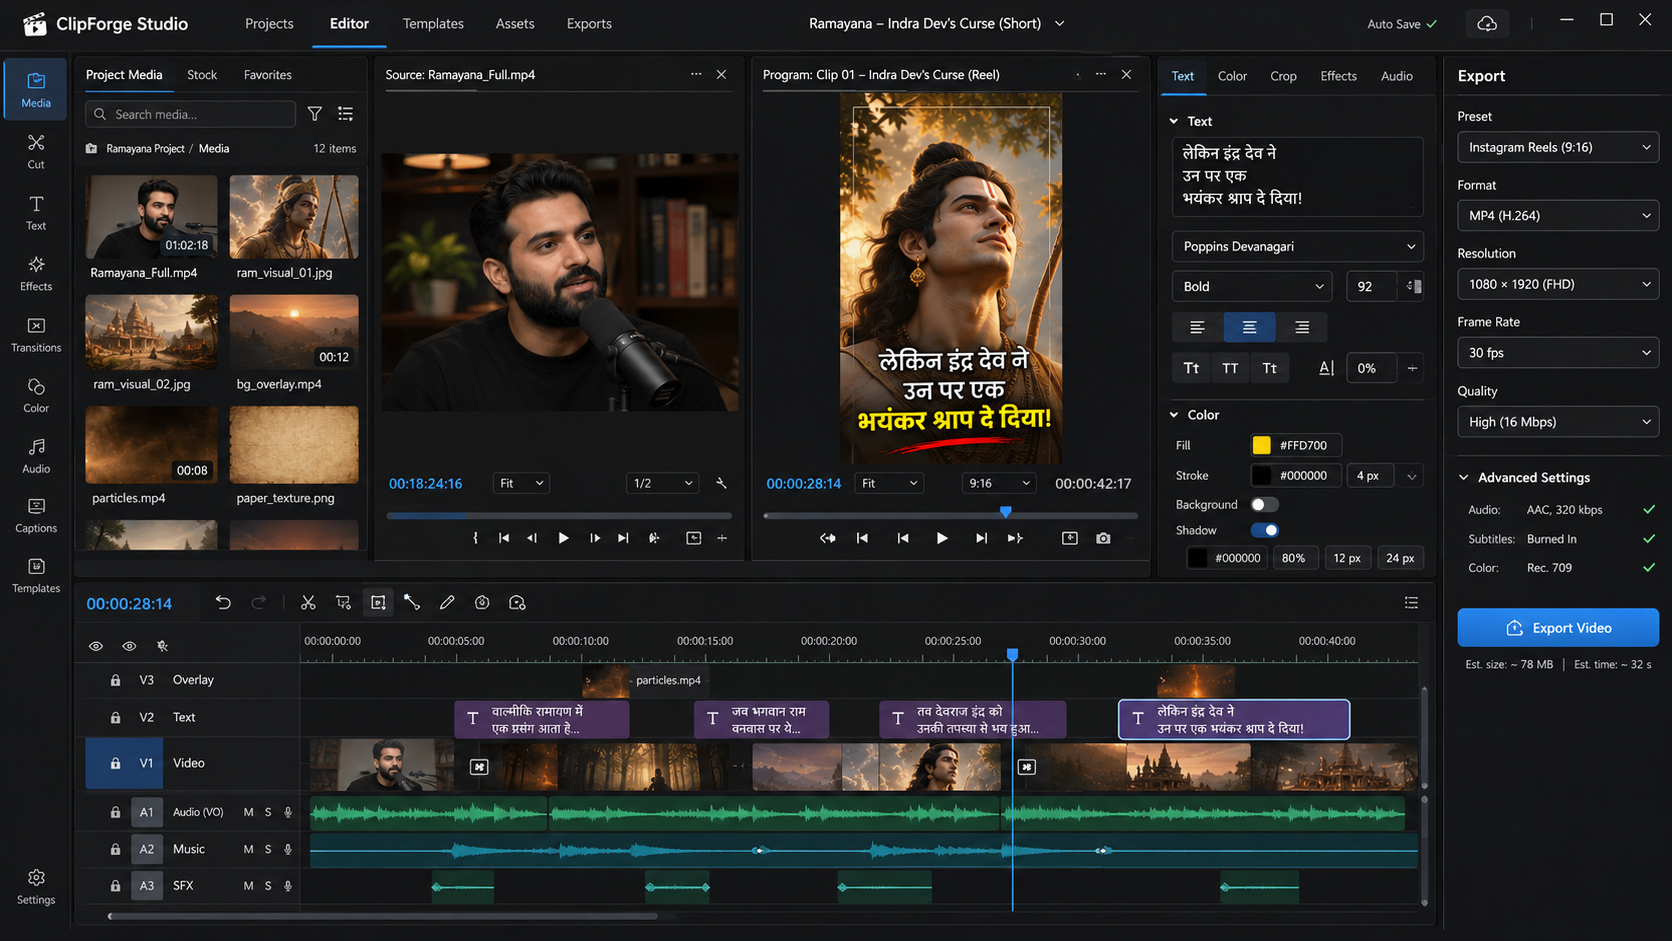 ClipForge Studio
Projects
Editor
Templates
Assets
Exports
Ramayana – Indra Dev's Curse (Short)
Auto Save
Media
Cut
Text
Effects
Transitions
Color
Audio
Captions
Templates
Settings
Project Media
Stock
Favorites
Search media...
Ramayana Project / Media
12 items
01:02:18
Ramayana_Full.mp4
ram_visual_01.jpg
ram_visual_02.jpg
00:12
bg_overlay.mp4
00:08
particles.mp4
paper_texture.png
Source: Ramayana_Full.mp4
00:18:24:16
Fit
1/2
Program: Clip 01 – Indra Dev's Curse (Reel)
लेकिन इंद्र देव ने
उन पर एक
भयंकर श्राप दे दिया!
00:00:28:14
Fit
9:16
00:00:42:17
Text
Color
Crop
Effects
Audio
Text
लेकिन इंद्र देव ने
उन पर एक
भयंकर श्राप दे दिया!
Poppins Devanagari
Bold
92
Tt
TT
Tt
A
0%
Color
Fill
#FFD700
Stroke
#000000
4 px
Background
Shadow
#000000
80%
12 px
24 px
Export
Preset
Instagram Reels (9:16)
Format
MP4 (H.264)
Resolution
1080 × 1920 (FHD)
Frame Rate
30 fps
Quality
High (16 Mbps)
Advanced Settings
Audio: AAC, 320 kbps
Subtitles: Burned In
Color: Rec. 709
Export Video
Est. size: ~ 78 MB | Est. time: ~ 32 s
00:00:28:14
00:00:00:00
00:00:05:00
00:00:10:00
00:00:15:00
00:00:20:00
00:00:25:00
00:00:30:00
00:00:35:00
00:00:40:00
V3 Overlay
particles.mp4
V2 Text
T
वाल्मीकि रामायण में
एक प्रसंग आता हे...
T
जव भगवान राम
वनवास पर ये...
T
तव देवराज इंद्र को
उनकी तपस्या से भय हुआ...
T
लेकिन इंद्र देव ने
उन पर एक भयंकर श्राप दे दिया!
V1 Video
A1 Audio (VO) M S
A2 Music M S
A3 SFX M S